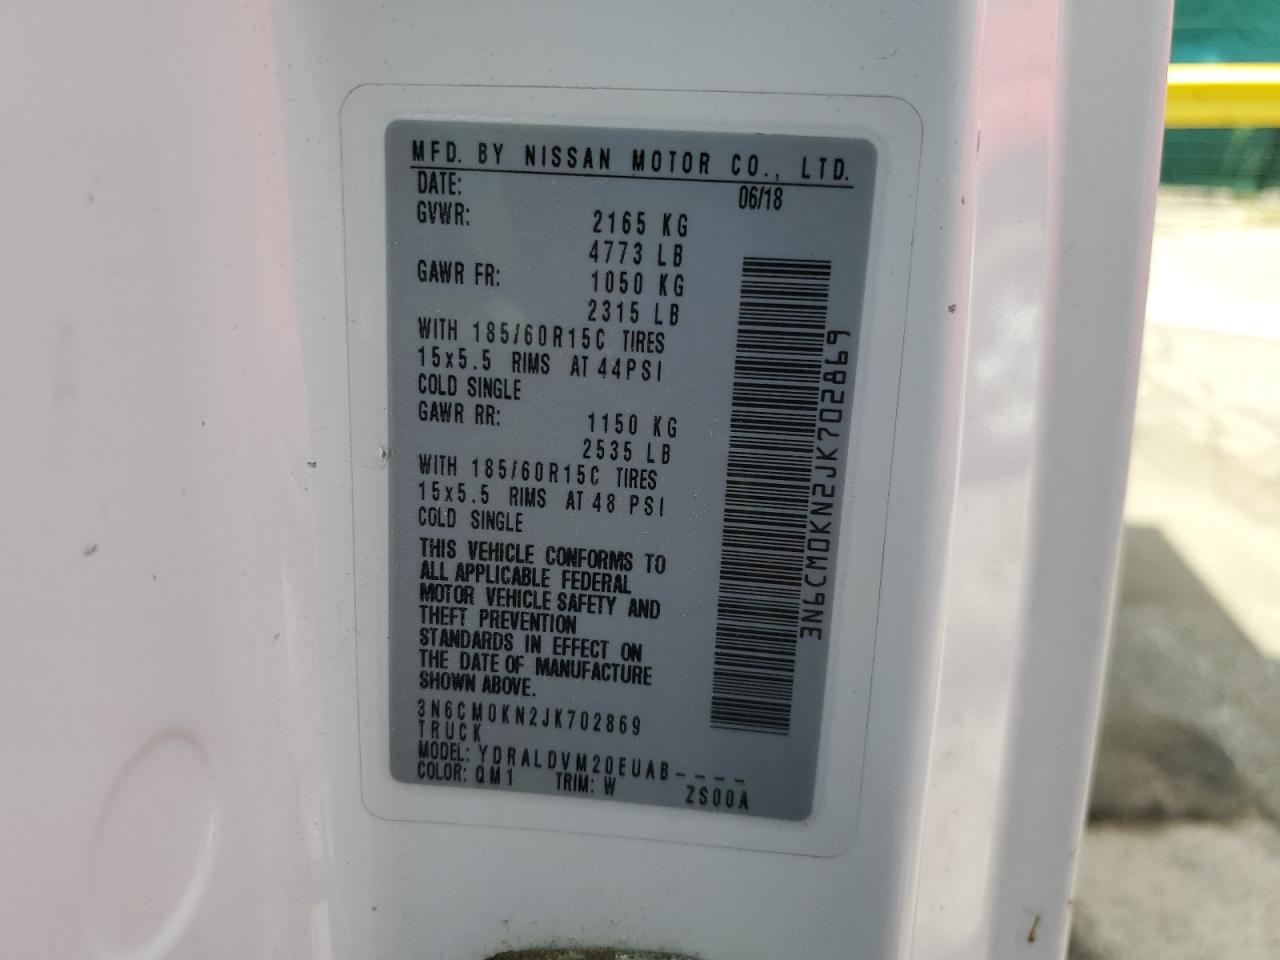 MFD. BY NISSAN MOTOR CO., LTD.
DATE: 06/18
GVWR: 2165 KG
4773 LB
GAWR FR: 1050 KG
2315 LB
WITH 185/60R15C TIRES
15x5.5 RIMS AT 44PSI
COLD SINGLE
GAWR RR: 1150 KG
2535 LB
WITH 185/60R15C TIRES
15x5.5 RIMS AT 48 PSI
COLD SINGLE
THIS VEHICLE CONFORMS TO
ALL APPLICABLE FEDERAL
MOTOR VEHICLE SAFETY AND
THEFT PREVENTION
STANDARDS IN EFFECT ON
THE DATE OF MANUFACTURE
SHOWN ABOVE.
3N6CM0KN2JK702869
TRUCK
MODEL: YDRALDVM20EUAB----
COLOR: QM1 TRIM: W ZS00A
3N6CM0KN2JK702869